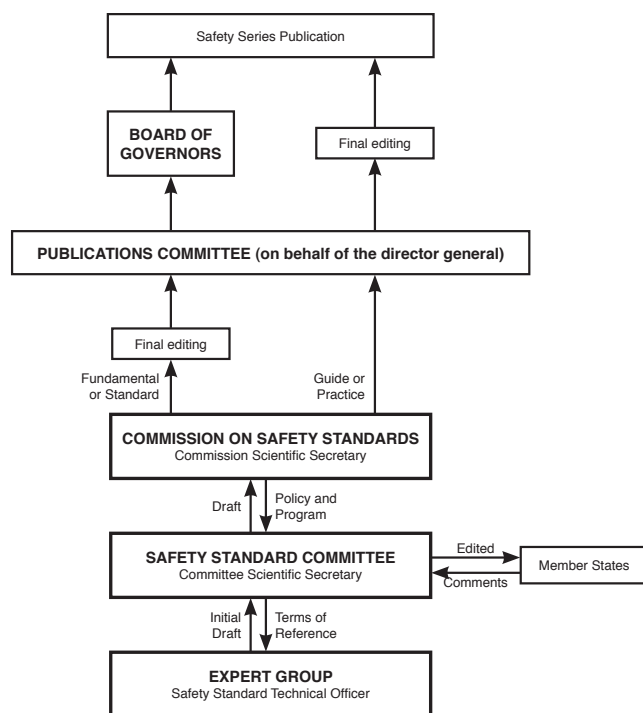 Safety Series Publication
BOARD OF
GOVERNORS
Final editing
PUBLICATIONS COMMITTEE (on behalf of the director general)
Final editing
Fundamental
or Standard
Guide or
Practice
COMMISSION ON SAFETY STANDARDS
Commission Scientific Secretary
Draft
Policy and
Program
SAFETY STANDARD COMMITTEE
Committee Scientific Secretary
Edited
Comments
Member States
Initial
Draft
Terms of
Reference
EXPERT GROUP
Safety Standard Technical Officer